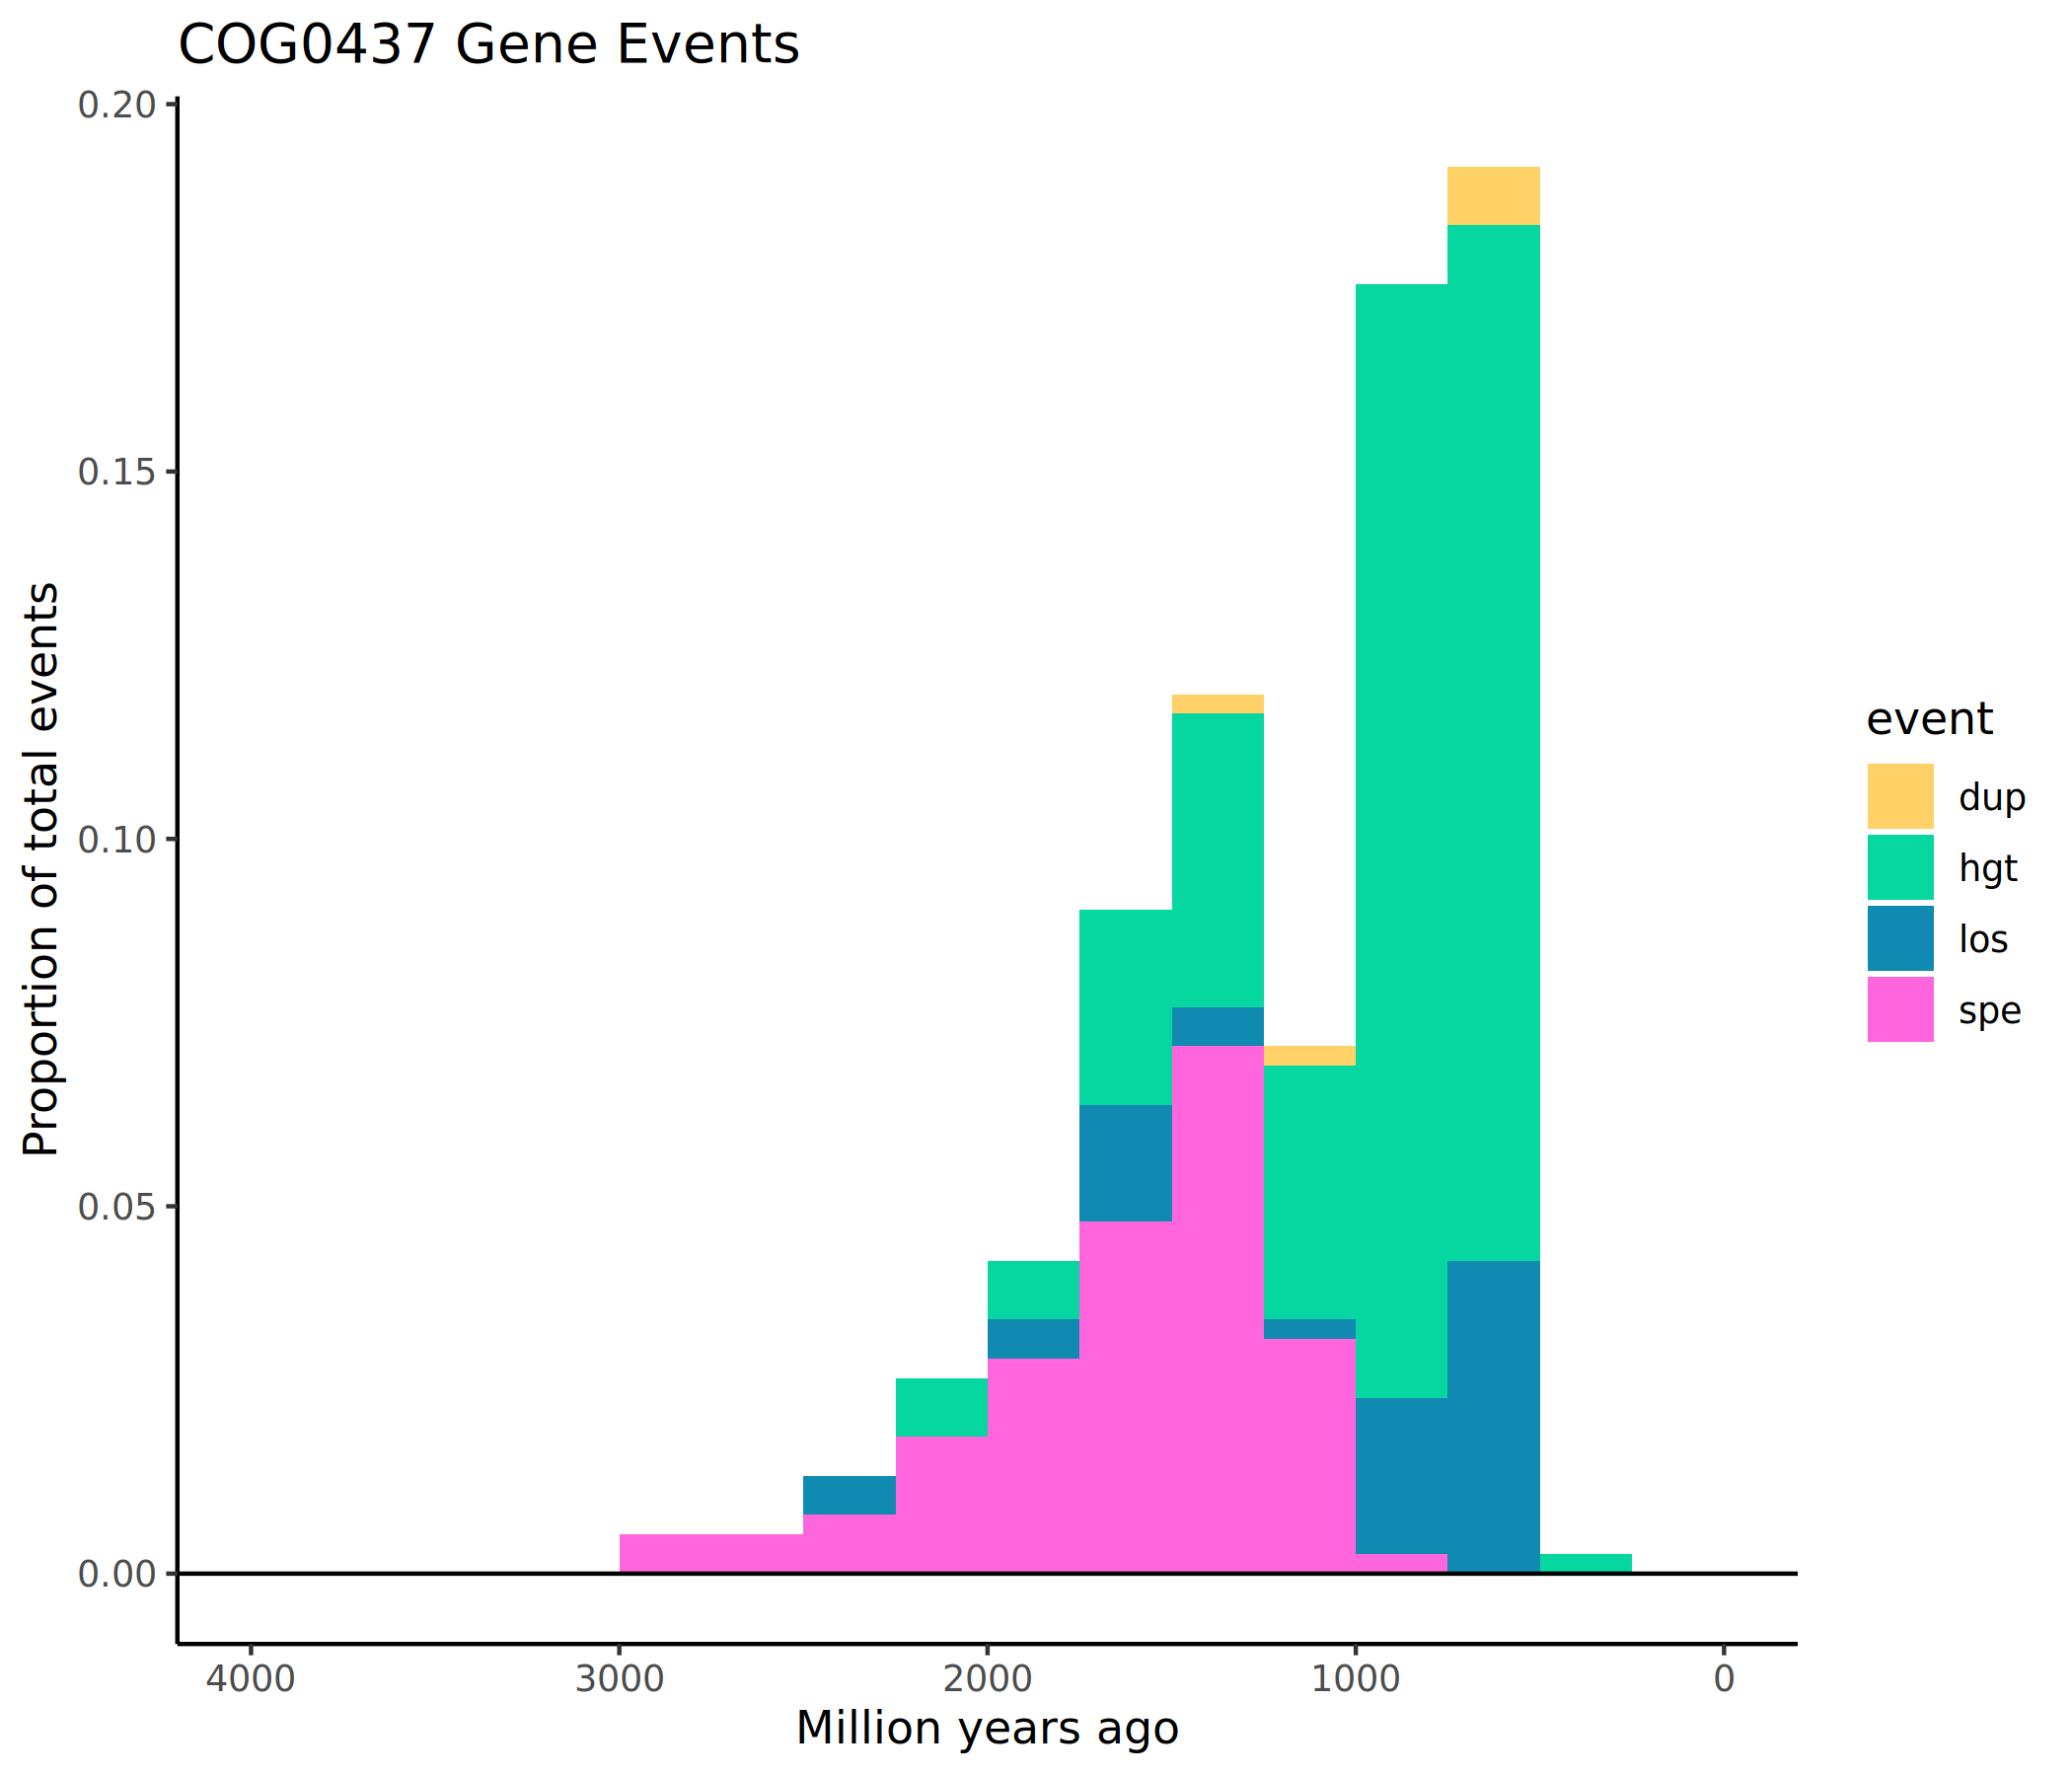 COG0437 Gene Events
0.20
0.15
0.10
0.05
0.00
Proportion of total events
4000 3000 2000 1000 0
Million years ago
event
dup
hgt
los
spe